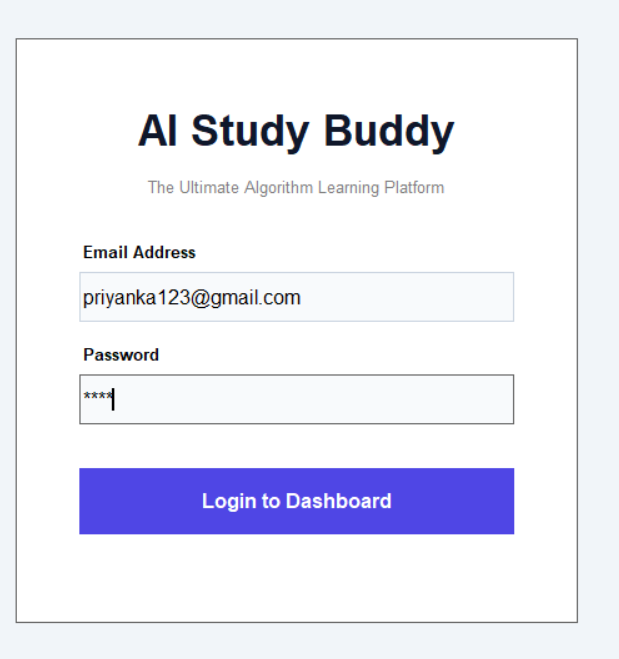 AI Study Buddy
The Ultimate Algorithm Learning Platform
Email Address
priyanka123@gmail.com
Password
****
Login to Dashboard